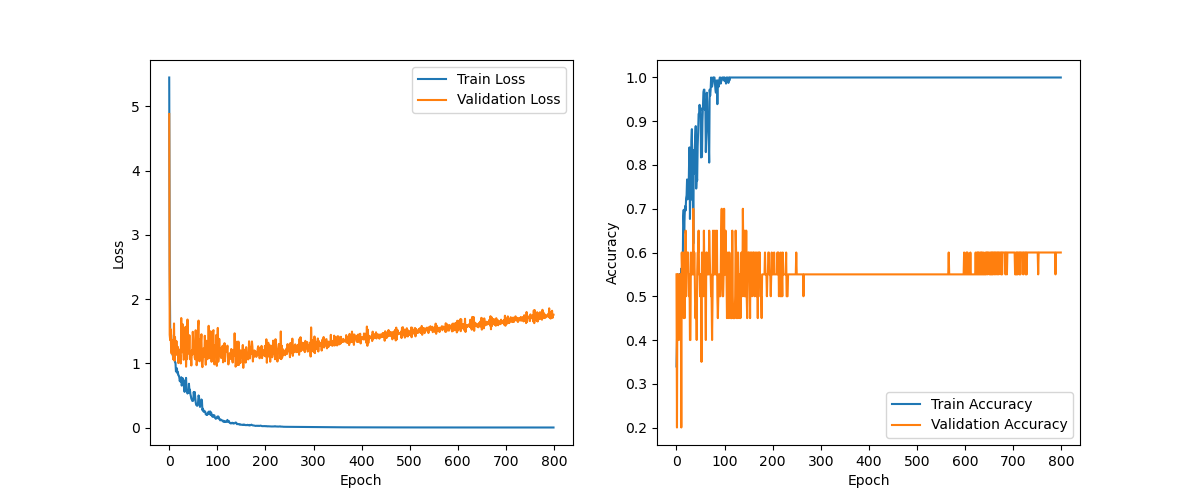 Train Loss
Validation Loss
5
4
3
2
1
0
Loss
0 100 200 300 400 500 600 700 800
Epoch
1.0
0.9
0.8
0.7
0.6
0.5
0.4
0.3
0.2
Accuracy
Train Accuracy
Validation Accuracy
0 100 200 300 400 500 600 700 800
Epoch